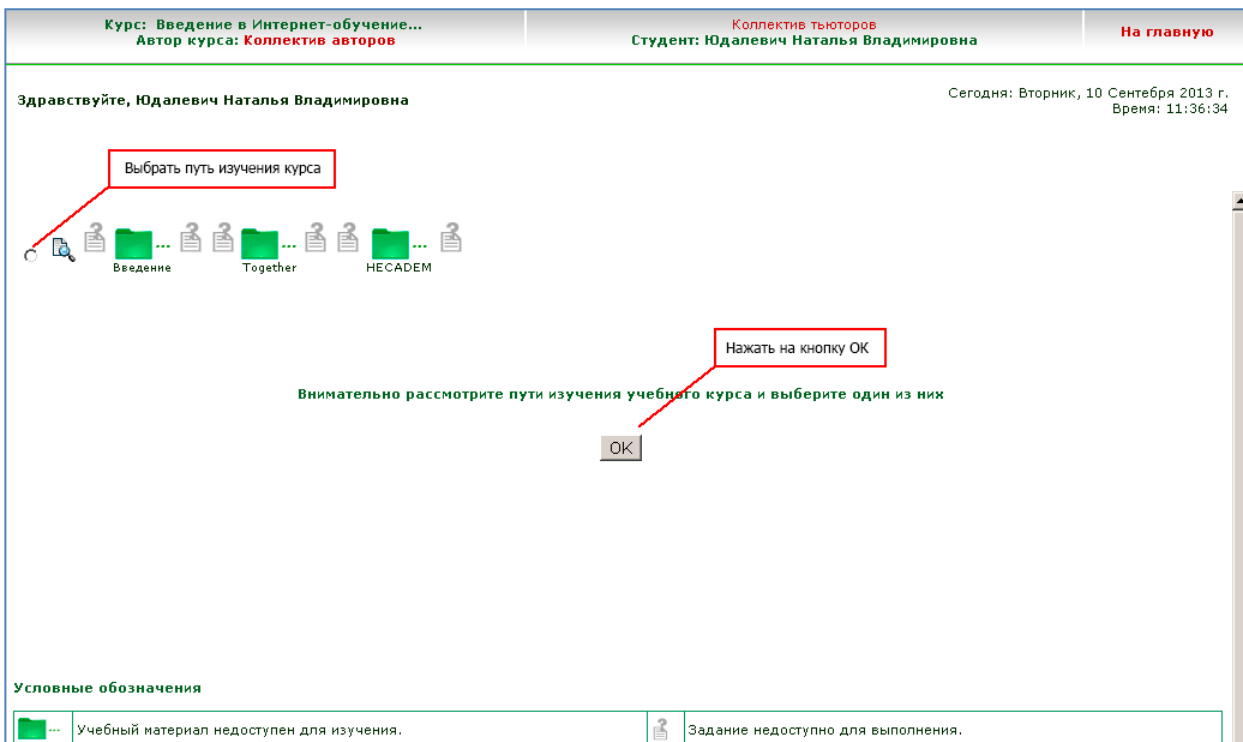 Курс: Введение в Интернет-обучение...
Автор курса: Коллектив авторов
Коллектив тьюторов
Студент: Юдалевич Наталья Владимировна
На главную
Здравствуйте, Юдалевич Наталья Владимировна
Сегодня: Вторник, 10 Сентября 2013 г.
Время: 11:36:34
Выбрать путь изучения курса
... ... ...
Введение Together HECADEM
Нажать на кнопку ОК
Внимательно рассмотрите пути изучения учебного курса и выберите один из них
OK
Условные обозначения
... Учебный материал недоступен для изучения.
Задание недоступно для выполнения.